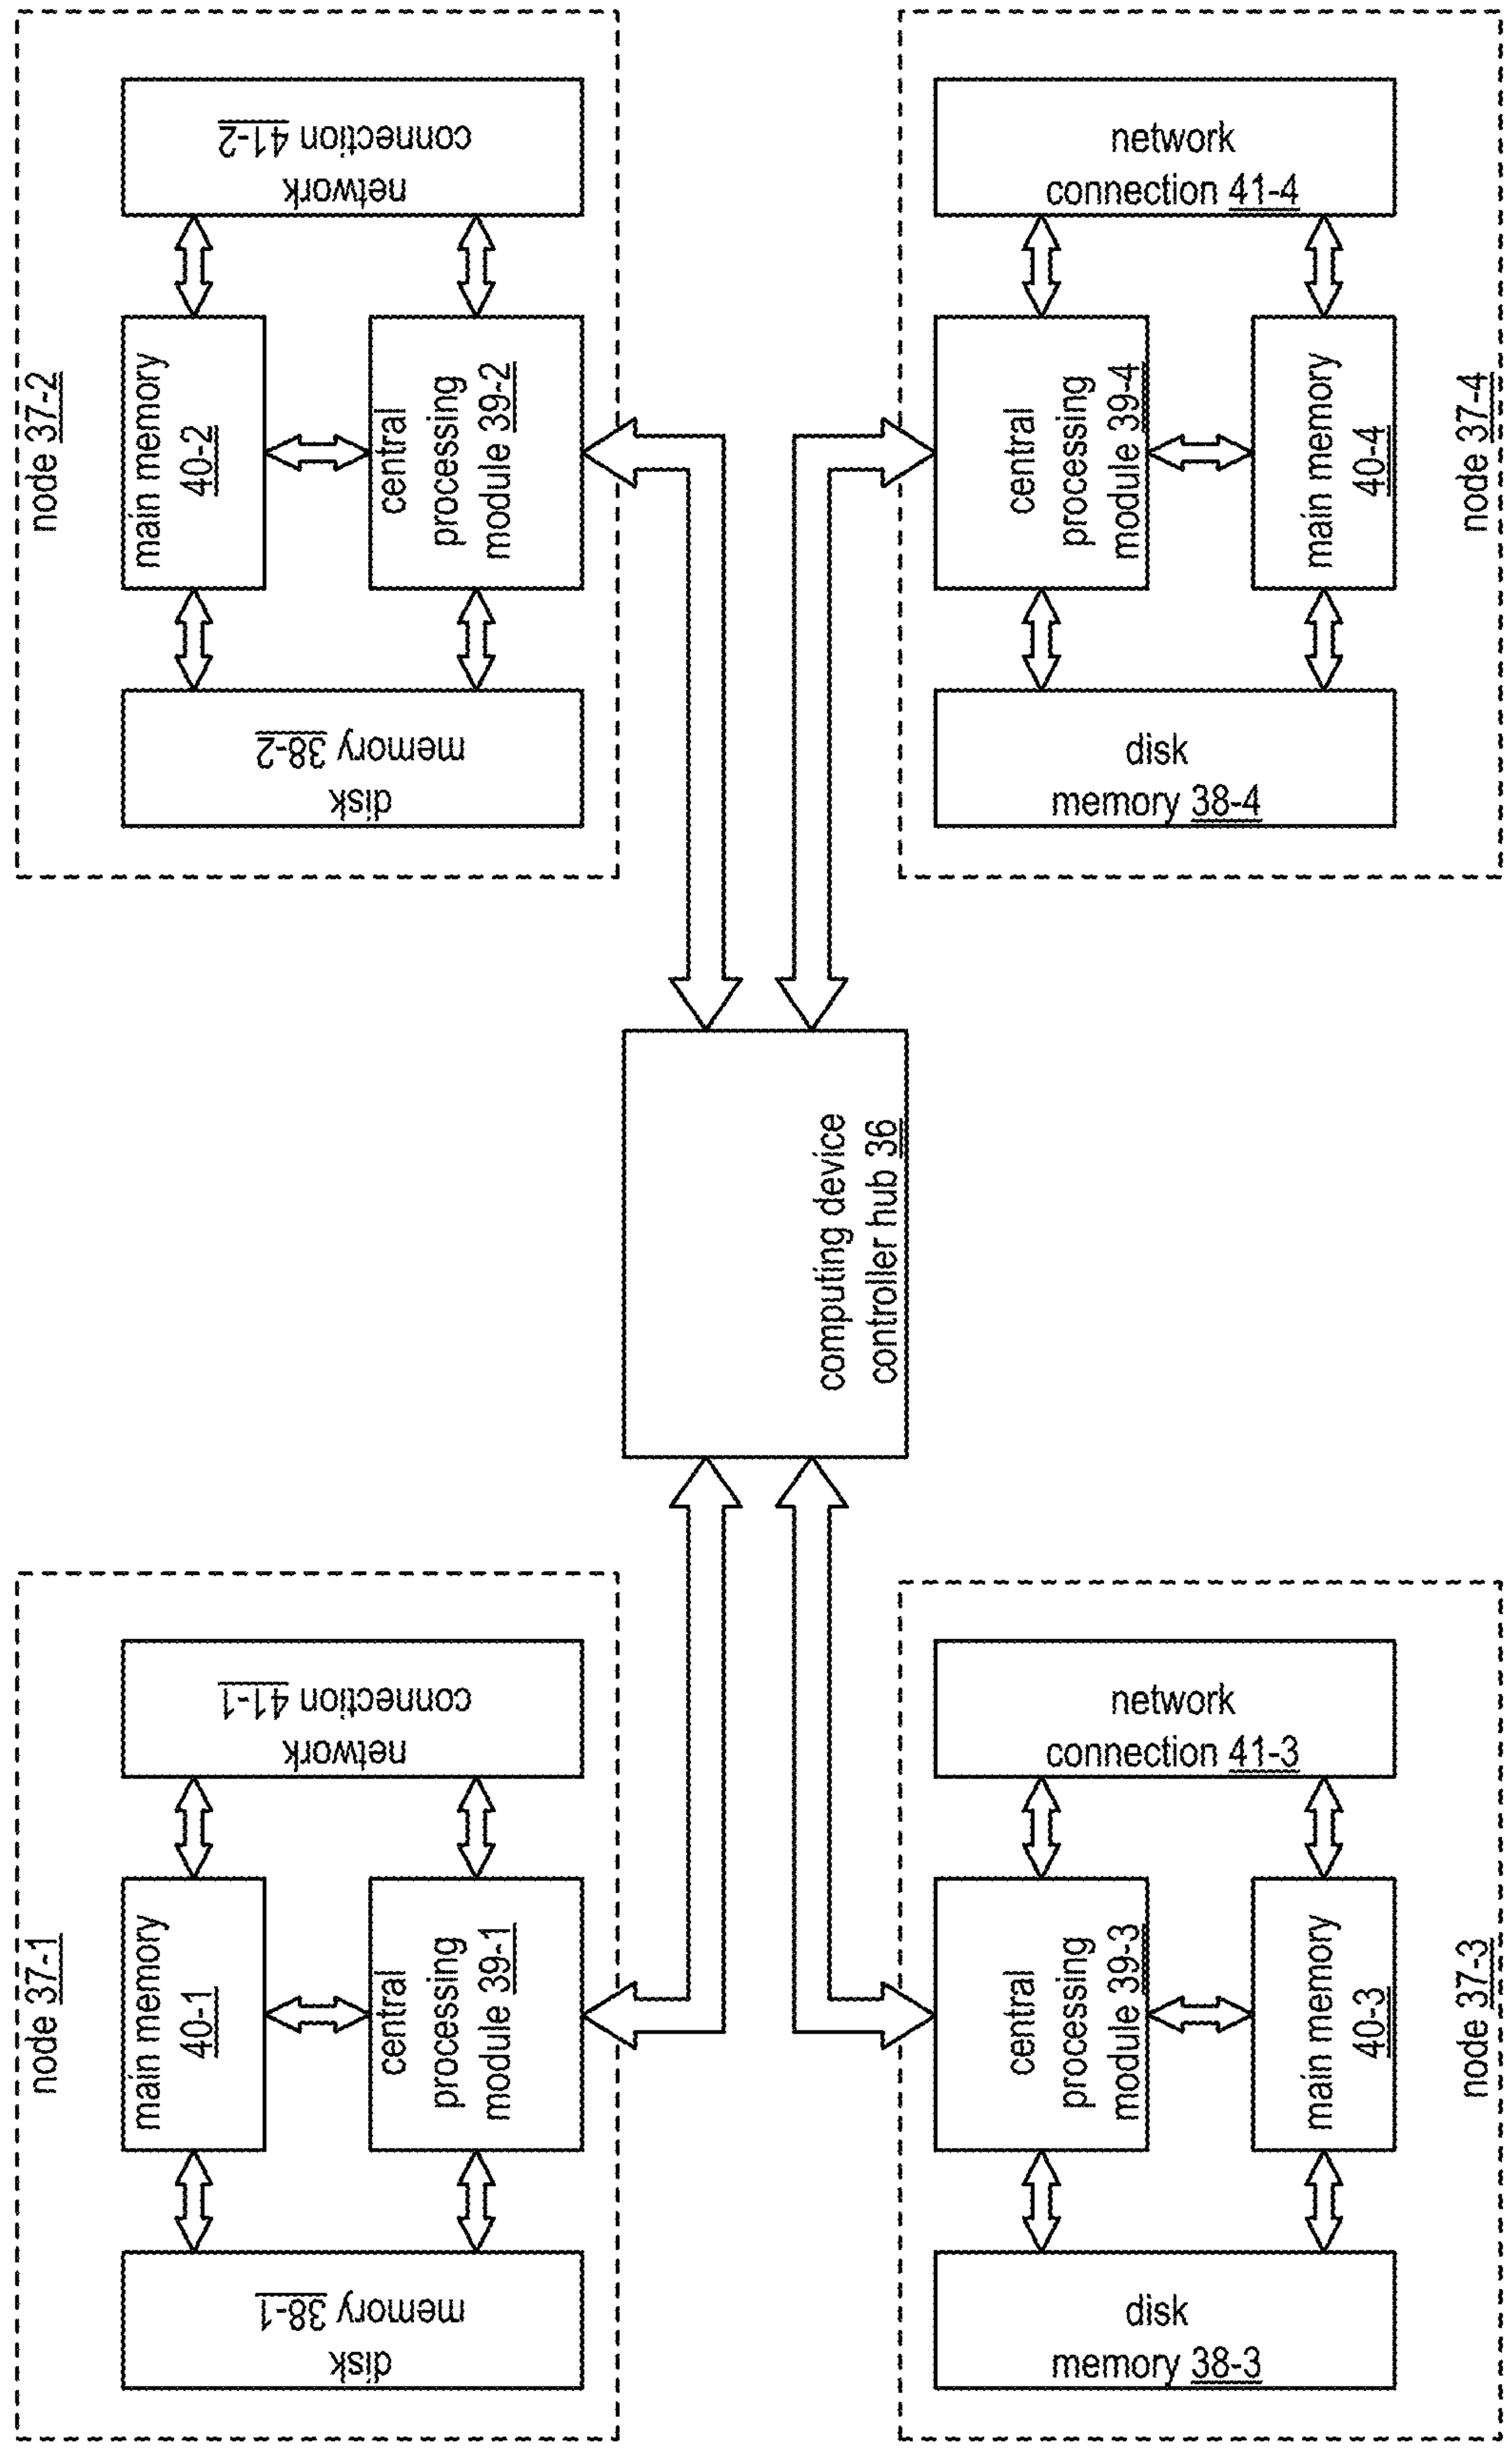 node 37-1
main memory
40-1
disk
memory 38-1
network
connection 41-1
central
processing
module 39-1
node 37-2
main memory
40-2
disk
memory 38-2
network
connection 41-2
central
processing
module 39-2
computing device
controller hub 36
disk
memory 38-3
central
processing
module 39-3
network
connection 41-3
main memory
40-3
node 37-3
disk
memory 38-4
central
processing
module 39-4
network
connection 41-4
main memory
40-4
node 37-4